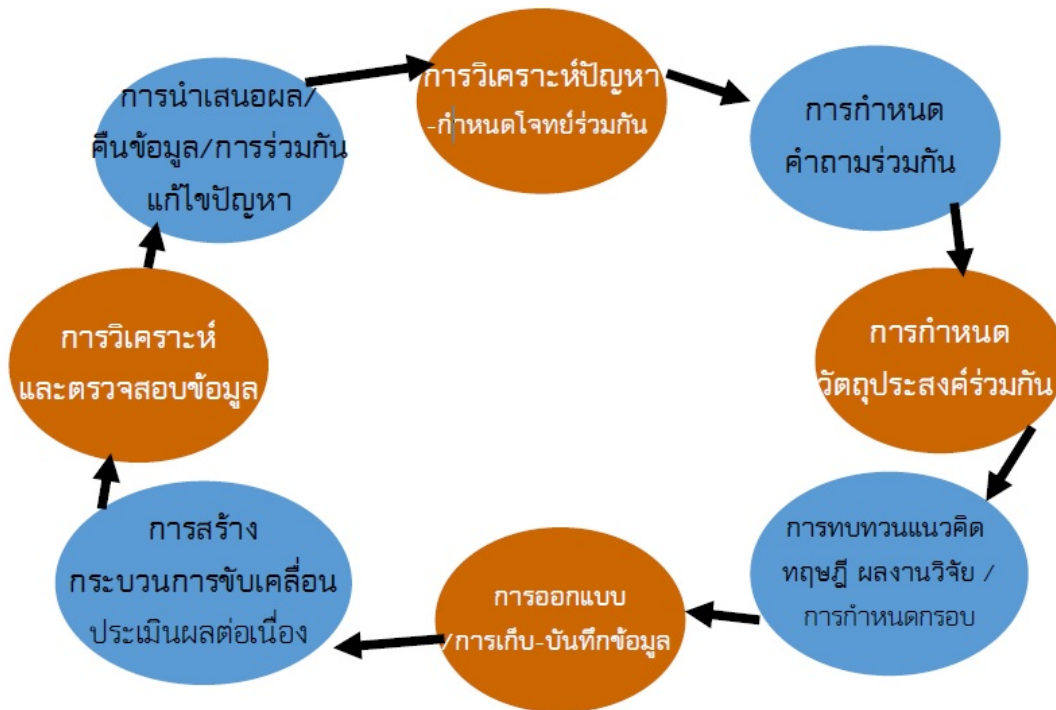 การวิเคราะห์ปัญหา
-กำหนดโจทย์ร่วมกัน
การกำหนด
คำถามร่วมกัน
การกำหนด
วัตถุประสงค์ร่วมกัน
การทบทวนแนวคิด
ทฤษฎี ผลงานวิจัย /
การกำหนดกรอบ
การออกแบบ
/การเก็บ-บันทึกข้อมูล
การสร้าง
กระบวนการขับเคลื่อน
ประเมินผลต่อเนื่อง
การวิเคราะห์
และตรวจสอบข้อมูล
การนำเสนอผล/
คืนข้อมูล/การร่วมกัน
แก้ไขปัญหา